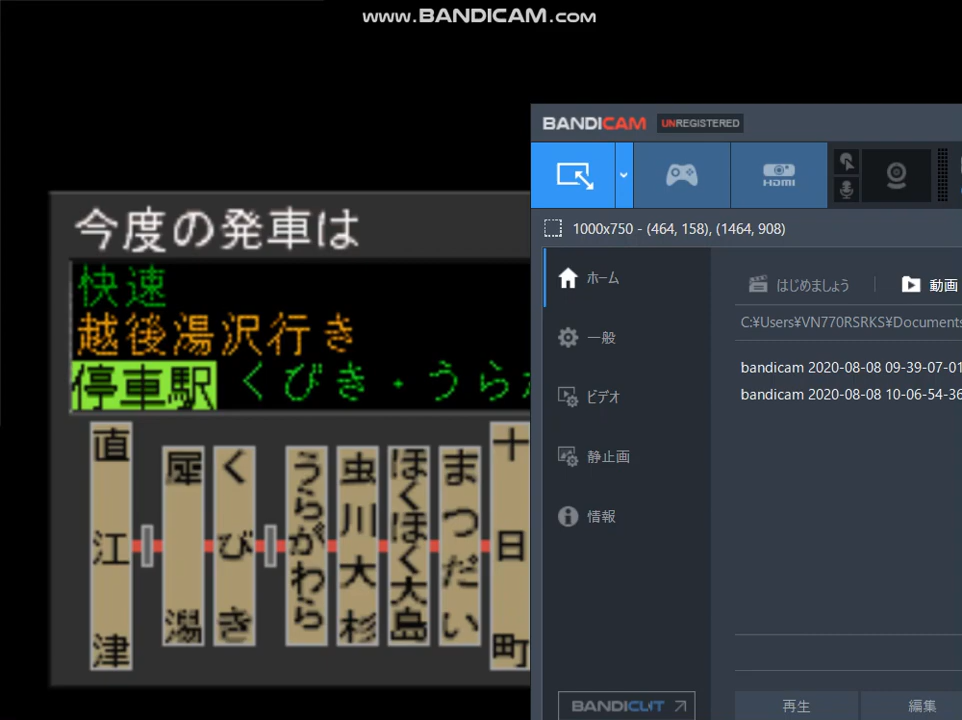 www.BANDICAM.com
BANDICAM UNREGISTERED
HDMI
1000x750 - (464, 158), (1464, 908)
今度の発車は
快速
越後湯沢行き
停車駅 くびき・うら
直江津
犀潟
くびき
うらがわら
虫川大杉
ほくほく大島
まつだい
十日町
ホーム
一般
ビデオ
静止画
情報
はじめましょう
動画
C:¥Users¥VN770RSRKS¥Documents
bandicam 2020-08-08 09-39-07-01
bandicam 2020-08-08 10-06-54-36
BANDICUT
再生
編集